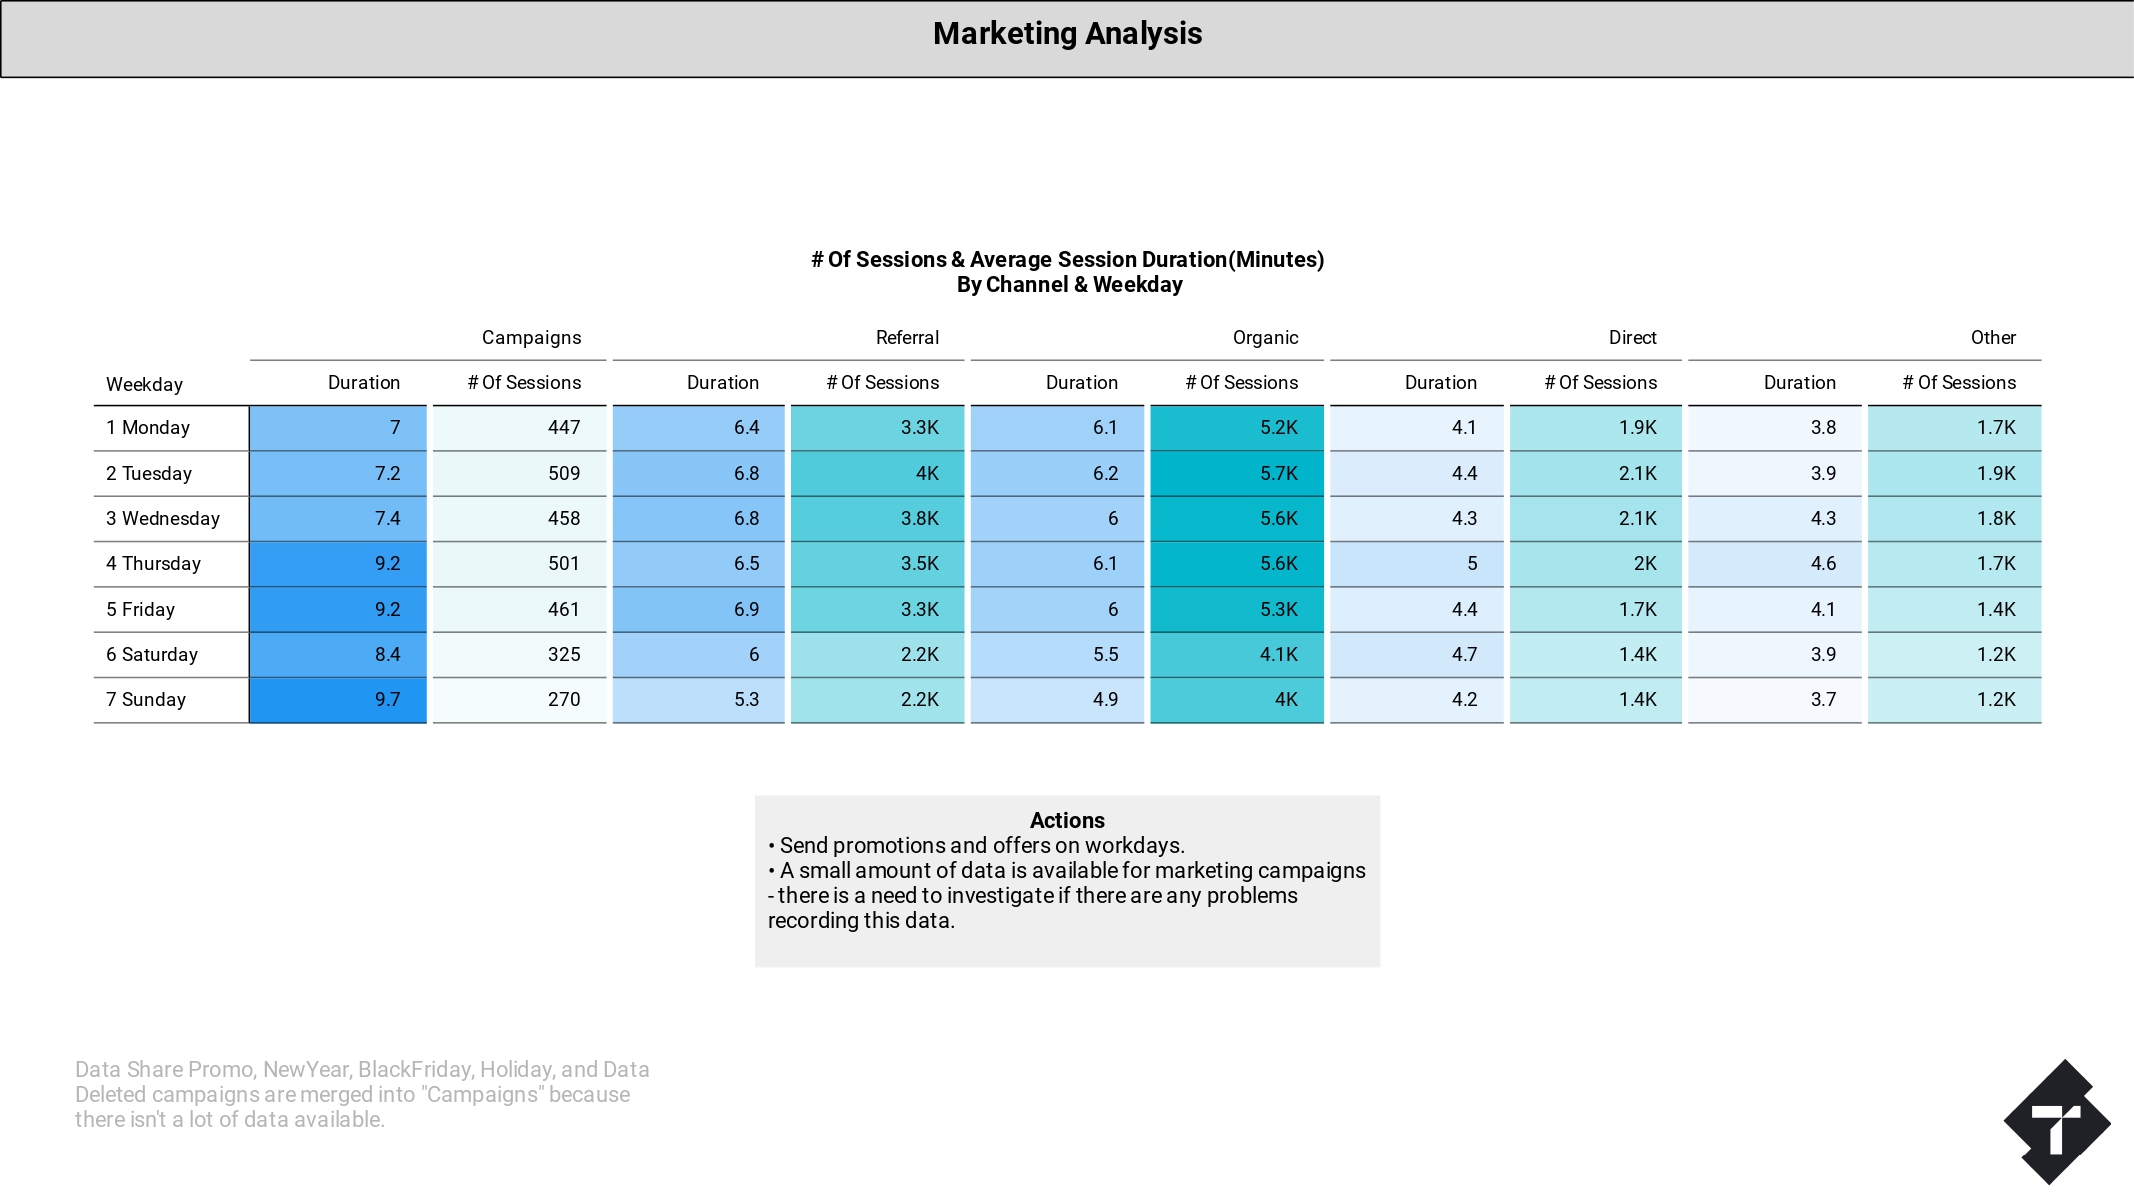 Marketing Analysis
# Of Sessions & Average Session Duration(Minutes)
By Channel & Weekday
Campaigns Referral Organic Direct Other
Weekday Duration # Of Sessions Duration # Of Sessions Duration # Of Sessions Duration # Of Sessions Duration # Of Sessions
1 Monday 7 447 6.4 3.3K 6.1 5.2K 4.1 1.9K 3.8 1.7K
2 Tuesday 7.2 509 6.8 4K 6.2 5.7K 4.4 2.1K 3.9 1.9K
3 Wednesday 7.4 458 6.8 3.8K 6 5.6K 4.3 2.1K 4.3 1.8K
4 Thursday 9.2 501 6.5 3.5K 6.1 5.6K 5 2K 4.6 1.7K
5 Friday 9.2 461 6.9 3.3K 6 5.3K 4.4 1.7K 4.1 1.4K
6 Saturday 8.4 325 6 2.2K 5.5 4.1K 4.7 1.4K 3.9 1.2K
7 Sunday 9.7 270 5.3 2.2K 4.9 4K 4.2 1.4K 3.7 1.2K
Actions
• Send promotions and offers on workdays.
• A small amount of data is available for marketing campaigns
- there is a need to investigate if there are any problems
recording this data.
Data Share Promo, NewYear, BlackFriday, Holiday, and Data
Deleted campaigns are merged into "Campaigns" because
there isn't a lot of data available.